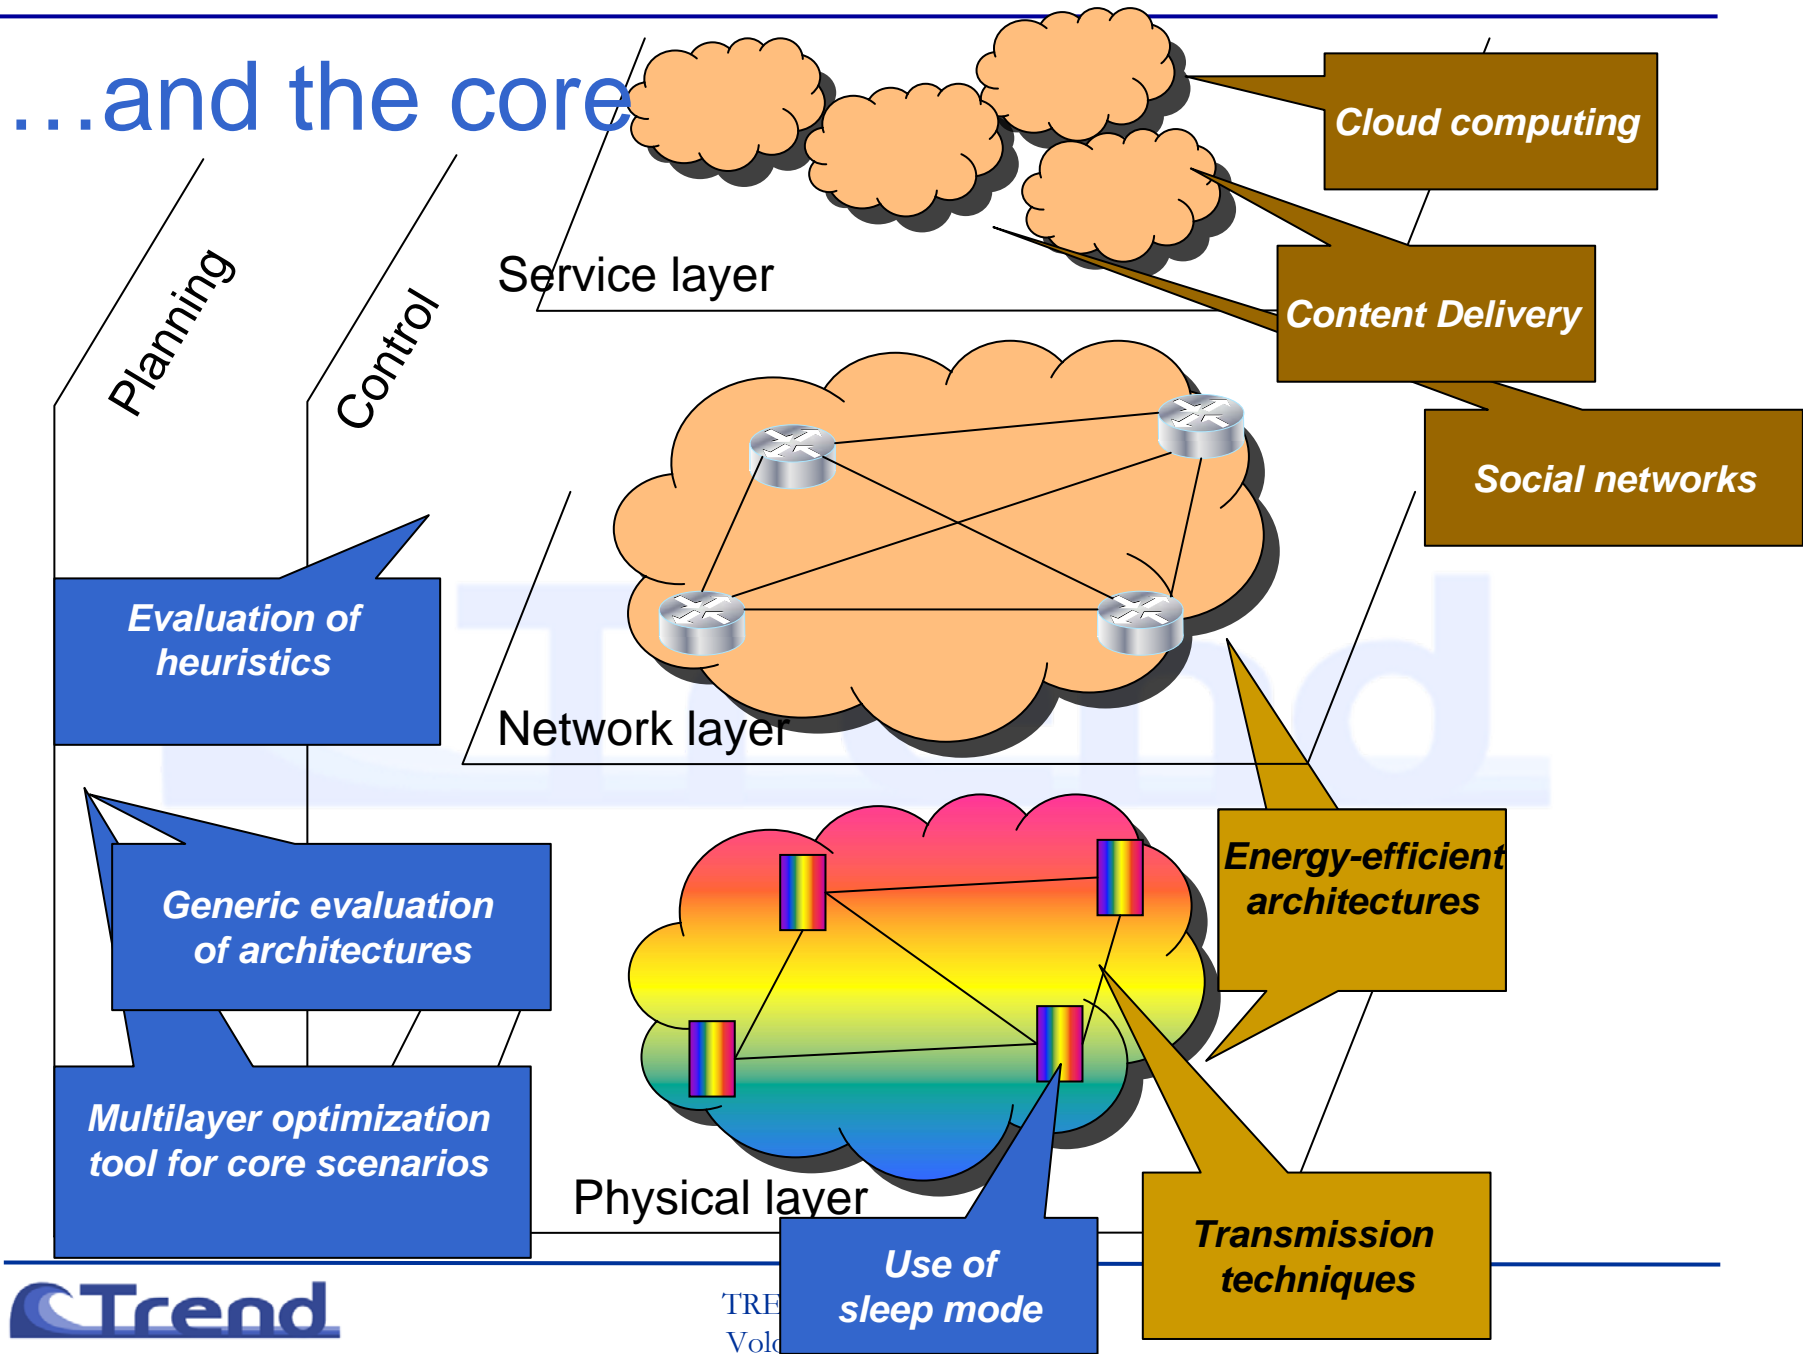 …and the core
Planning
Control
Service layer
Cloud computing
Content Delivery
Social networks
Evaluation of
heuristics
Network layer
Generic evaluation
of architectures
Energy-efficient
architectures
Multilayer optimization
tool for core scenarios
Physical layer
Use of
sleep mode
Transmission
techniques
Trend
Trend